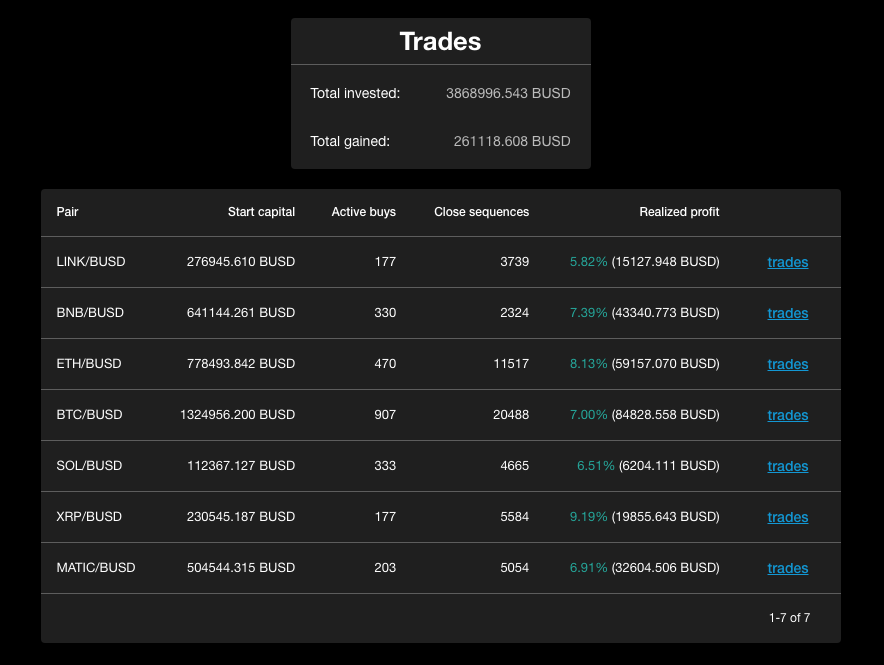 Trades
Total invested: 3868996.543 BUSD
Total gained: 261118.608 BUSD
Pair Start capital Active buys Close sequences Realized profit
LINK/BUSD 276945.610 BUSD 177 3739 5.82% (15127.948 BUSD) trades
BNB/BUSD 641144.261 BUSD 330 2324 7.39% (43340.773 BUSD) trades
ETH/BUSD 778493.842 BUSD 470 11517 8.13% (59157.070 BUSD) trades
BTC/BUSD 1324956.200 BUSD 907 20488 7.00% (84828.558 BUSD) trades
SOL/BUSD 112367.127 BUSD 333 4665 6.51% (6204.111 BUSD) trades
XRP/BUSD 230545.187 BUSD 177 5584 9.19% (19855.643 BUSD) trades
MATIC/BUSD 504544.315 BUSD 203 5054 6.91% (32604.506 BUSD) trades
1-7 of 7